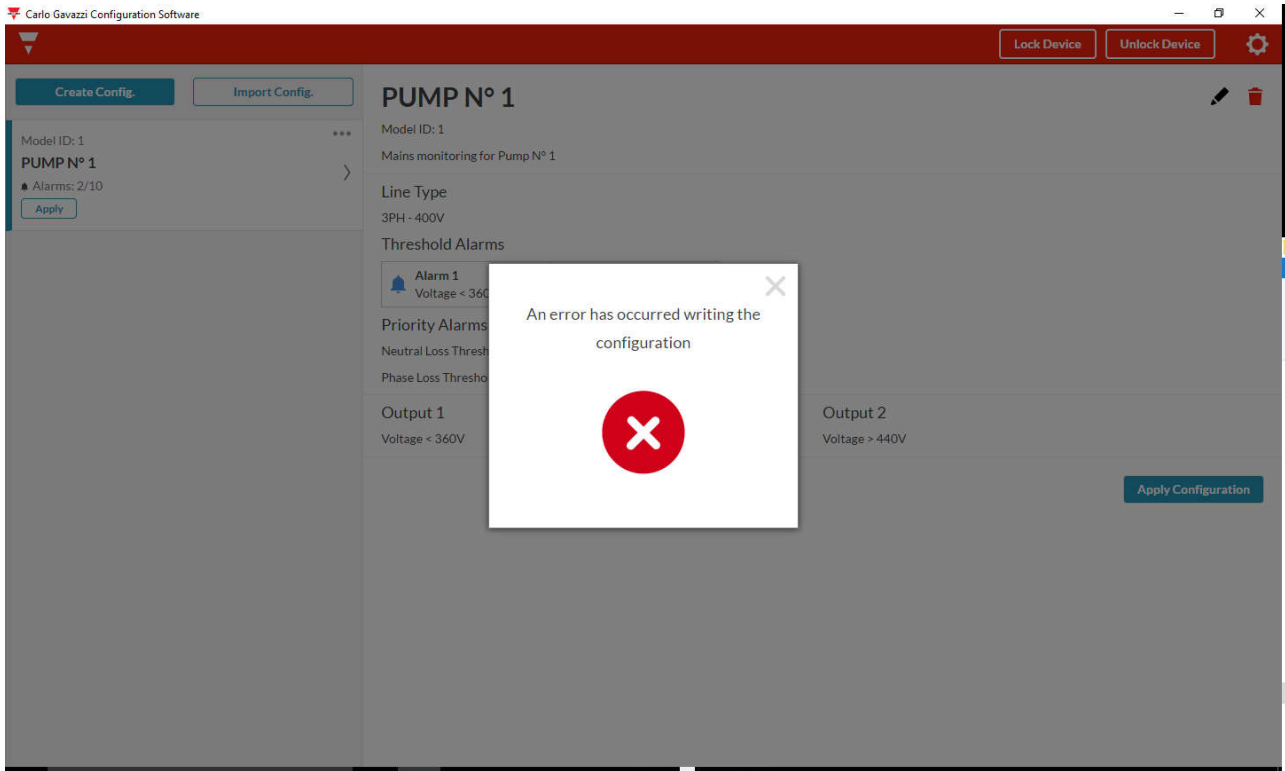 Carlo Gavazzi Configuration Software
Lock Device
Unlock Device
Create Config.
Import Config.
Model ID: 1
PUMP N° 1
Alarms: 2/10
Apply
PUMP N° 1
Model ID: 1
Mains monitoring for Pump N° 1
Line Type
3PH - 400V
Threshold Alarms
Alarm 1
Voltage < 360
Priority Alarms
Neutral Loss Thresh
Phase Loss Thresho
Output 1
Voltage < 360V
Output 2
Voltage > 440V
Apply Configuration
An error has occurred writing the
configuration